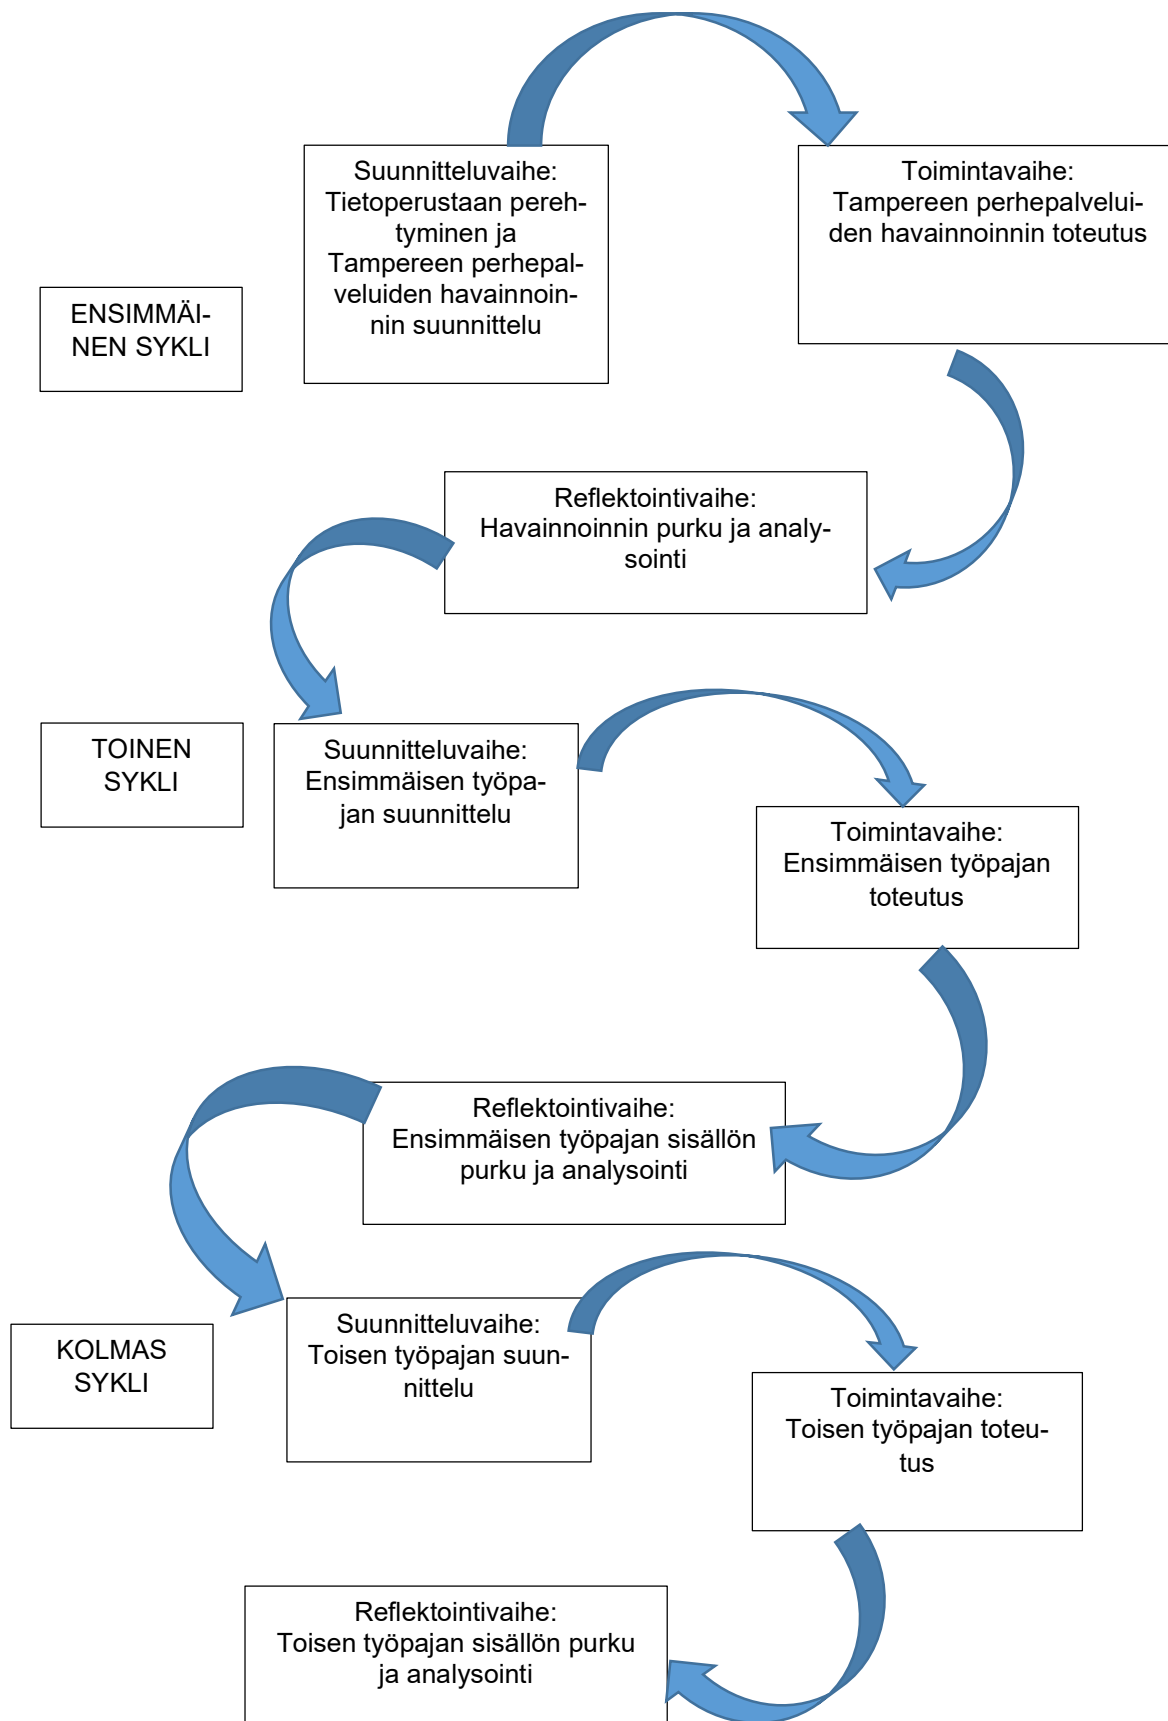 Suunnitteluvaihe:
Tietoperustaan pereh-
tyminen ja
Tampereen perhepal-
veluiden havainnoin-
nin suunnittelu
Toimintavaihe:
Tampereen perhepalvelui-
den havainnoinnin toteutus
ENSIMMÄI-
NEN SYKLI
Reflektointivaihe:
Havainnoinnin purku ja analy-
sointi
TOINEN
SYKLI
Suunnitteluvaihe:
Ensimmäisen työpa-
jan suunnittelu
Toimintavaihe:
Ensimmäisen työpajan
toteutus
Reflektointivaihe:
Ensimmäisen työpajan sisällön
purku ja analysointi
KOLMAS
SYKLI
Suunnitteluvaihe:
Toisen työpajan suun-
nittelu
Toimintavaihe:
Toisen työpajan toteu-
tus
Reflektointivaihe:
Toisen työpajan sisällön purku
ja analysointi